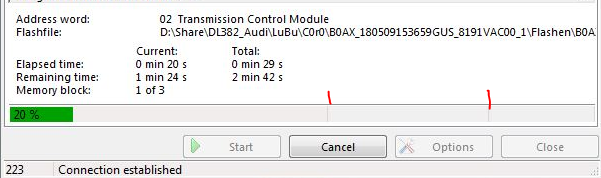 Address word: 02 Transmission Control Module
Flashfile: D:\Share\DL382_Audi\LuBu\C0r0\B0AX_180509153659GUS_8191VAC00_1\Flashen\B0A
Current: Total:
Elapsed time: 0 min 20 s 0 min 29 s
Remaining time: 1 min 24 s 2 min 42 s
Memory block: 1 of 3
20 %
Start Cancel Options Close
223 Connection established